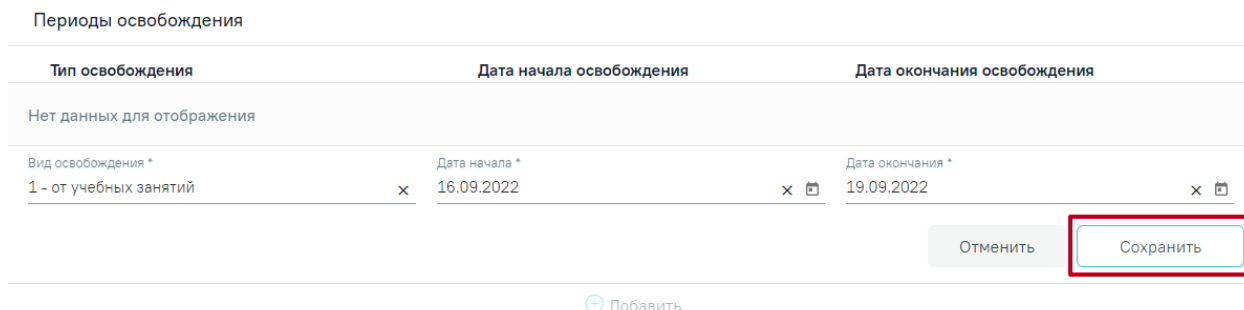 Периоды освобождения
Тип освобождения Дата начала освобождения Дата окончания освобождения
Нет данных для отображения
Вид освобождения * Дата начала * Дата окончания *
1 - от учебных занятий 16.09.2022 19.09.2022
Отменить Сохранить
Добавить